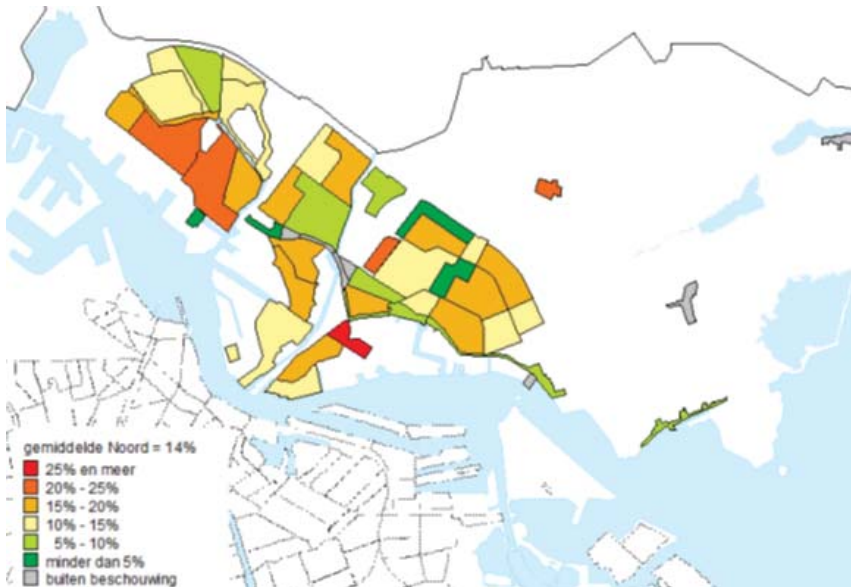 gemiddelde Noord = 14%
25% en meer
20% - 25%
15% - 20%
10% - 15%
5% - 10%
minder dan 5%
buiten beschouwing